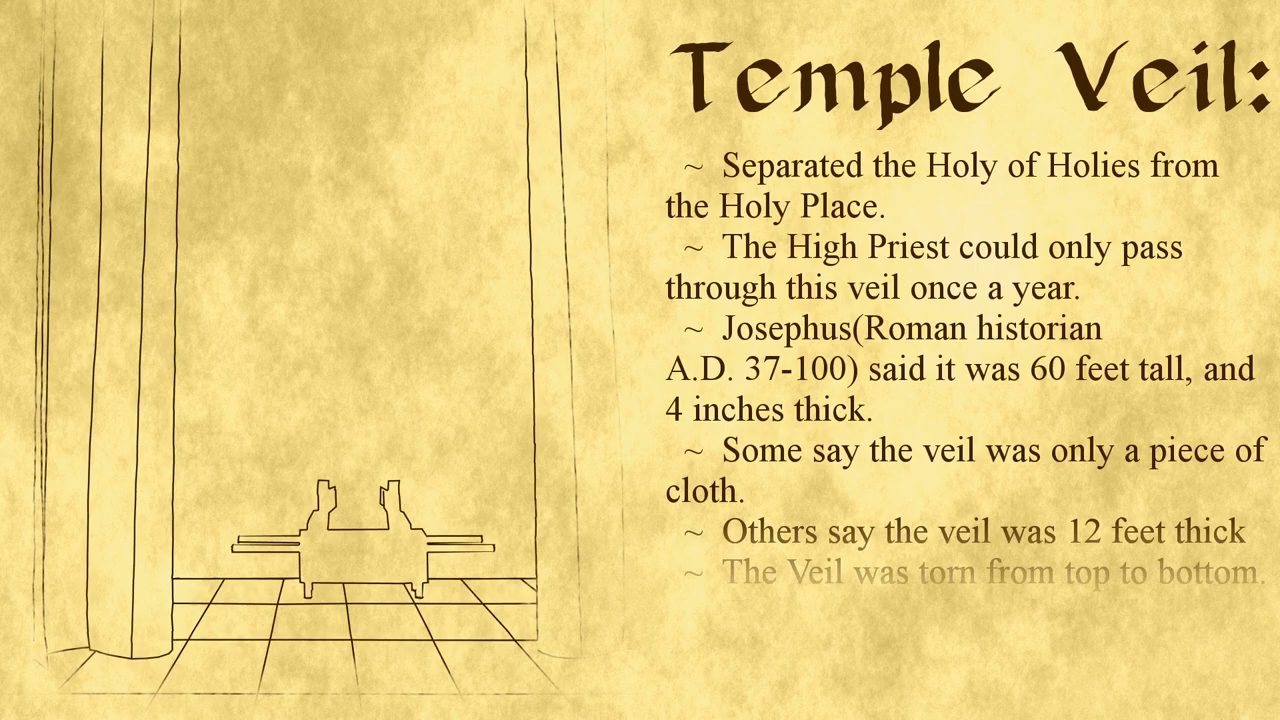 Temple Veil:
~ Separated the Holy of Holies from
the Holy Place.
~ The High Priest could only pass
through this veil once a year.
~ Josephus(Roman historian
A.D. 37-100) said it was 60 feet tall, and
4 inches thick.
~ Some say the veil was only a piece of
cloth.
~ Others say the veil was 12 feet thick
~ The Veil was torn from top to bottom.